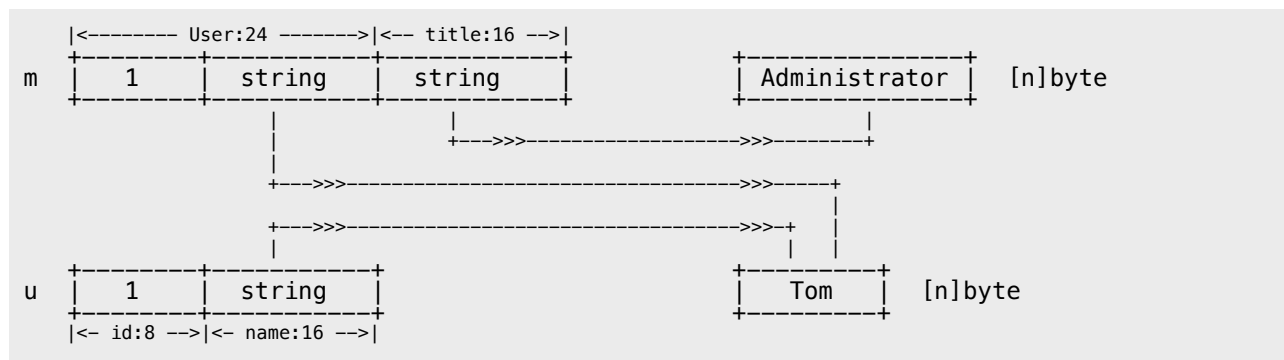 |<-------- User:24 ------->|<-- title:16 -->|
+---------+------------+-------------+ +-----------------+
m | 1 | string | string | | Administrator | [n]byte
+---------+------------+-------------+ +-----------------+
| | |
| +--->>>------------------->>>--------+
|
+--->>>----------------------------------->>>-----+
|
+--->>>----------------------------------->>>-+ |
| | |
+---------+------------+ +----------+
u | 1 | string | | Tom | [n]byte
+---------+------------+ +----------+
|<- id:8 -->|<- name:16 -->|